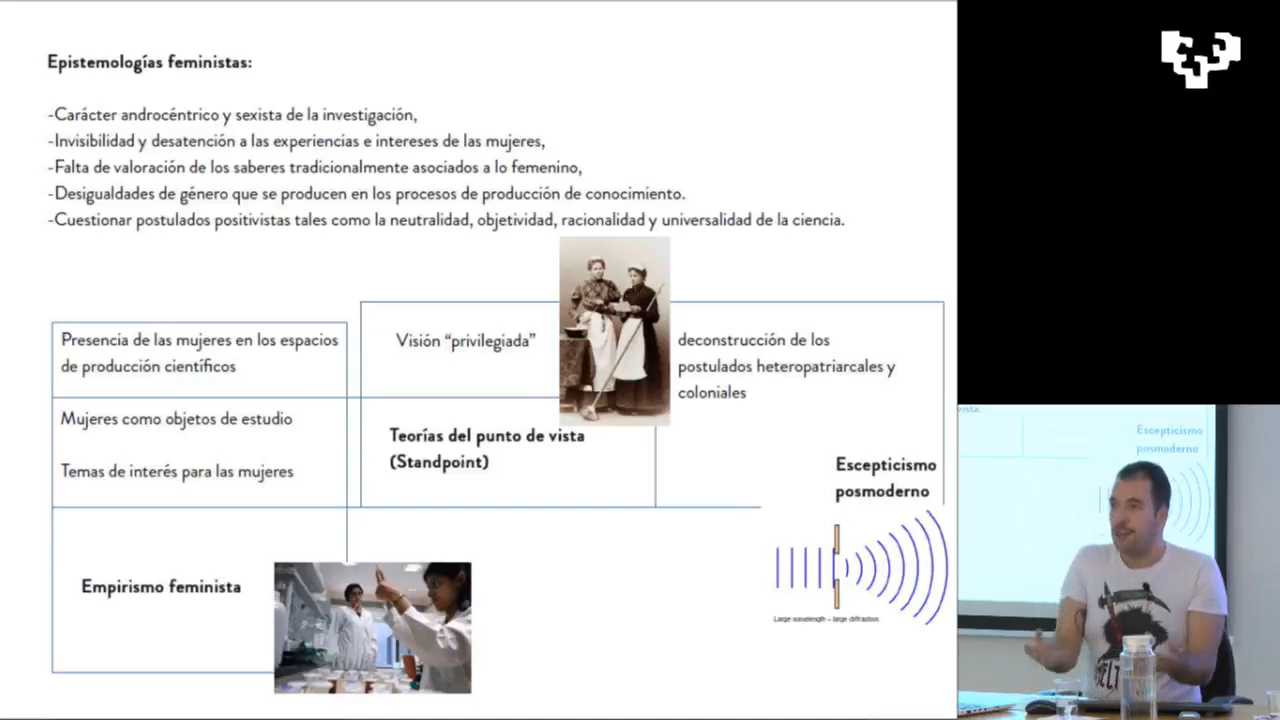 Epistemologías feministas:
-Carácter androcéntrico y sexista de la investigación,
-Invisibilidad y desatención a las experiencias e intereses de las mujeres,
-Falta de valoración de los saberes tradicionalmente asociados a lo femenino,
-Desigualdades de género que se producen en los procesos de producción de conocimiento.
-Cuestionar postulados positivistas tales como la neutralidad, objetividad, racionalidad y universalidad de la ciencia.
Presencia de las mujeres en los espacios
de producción científicos
Mujeres como objetos de estudio
Temas de interés para las mujeres
Empirismo feminista
Visión “privilegiada”
Teorías del punto de vista
(Standpoint)
deconstrucción de los
postulados heteropatriarcales y
coloniales
Escepticismo
posmoderno
Large wavelength – large diffraction
Escepticismo
posmoderno